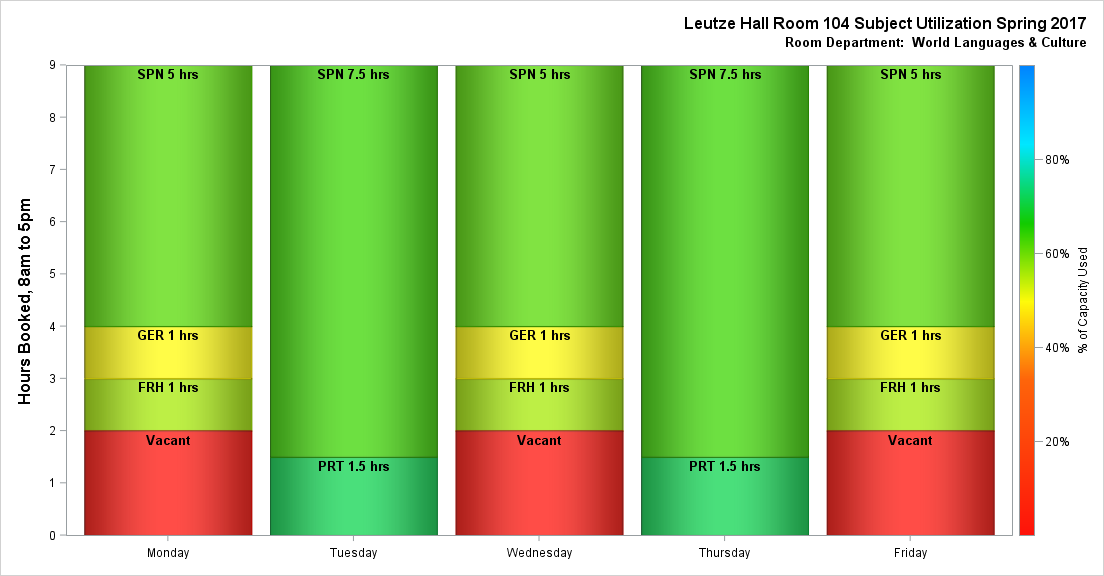 Leutze Hall Room 104 Subject Utilization Spring 2017
Room Department:  World Languages & Culture
Hours Booked, 8am to 5pm
9
8
7
6
5
4
3
2
1
0
SPN 5 hrs
GER 1 hrs
FRH 1 hrs
Vacant
SPN 7.5 hrs
PRT 1.5 hrs
SPN 5 hrs
GER 1 hrs
FRH 1 hrs
Vacant
SPN 7.5 hrs
PRT 1.5 hrs
SPN 5 hrs
GER 1 hrs
FRH 1 hrs
Vacant
Monday
Tuesday
Wednesday
Thursday
Friday
80%
60%
40%
20%
% of Capacity Used